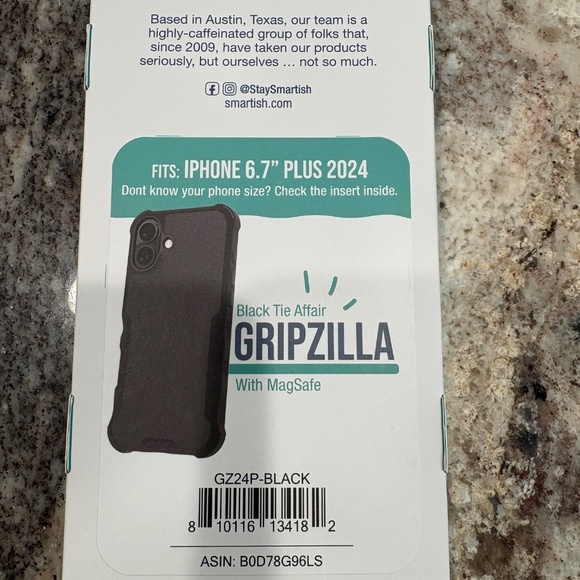 Based in Austin, Texas, our team is a
highly-caffeinated group of folks that,
since 2009, have taken our products
seriously, but ourselves ... not so much.
@StaySmartish
smartish.com
FITS: IPHONE 6.7" PLUS 2024
Dont know your phone size? Check the insert inside.
Black Tie Affair
GRIPZILLA
With MagSafe
GZ24P-BLACK
8 10116 13418 2
ASIN: B0D78G96LS